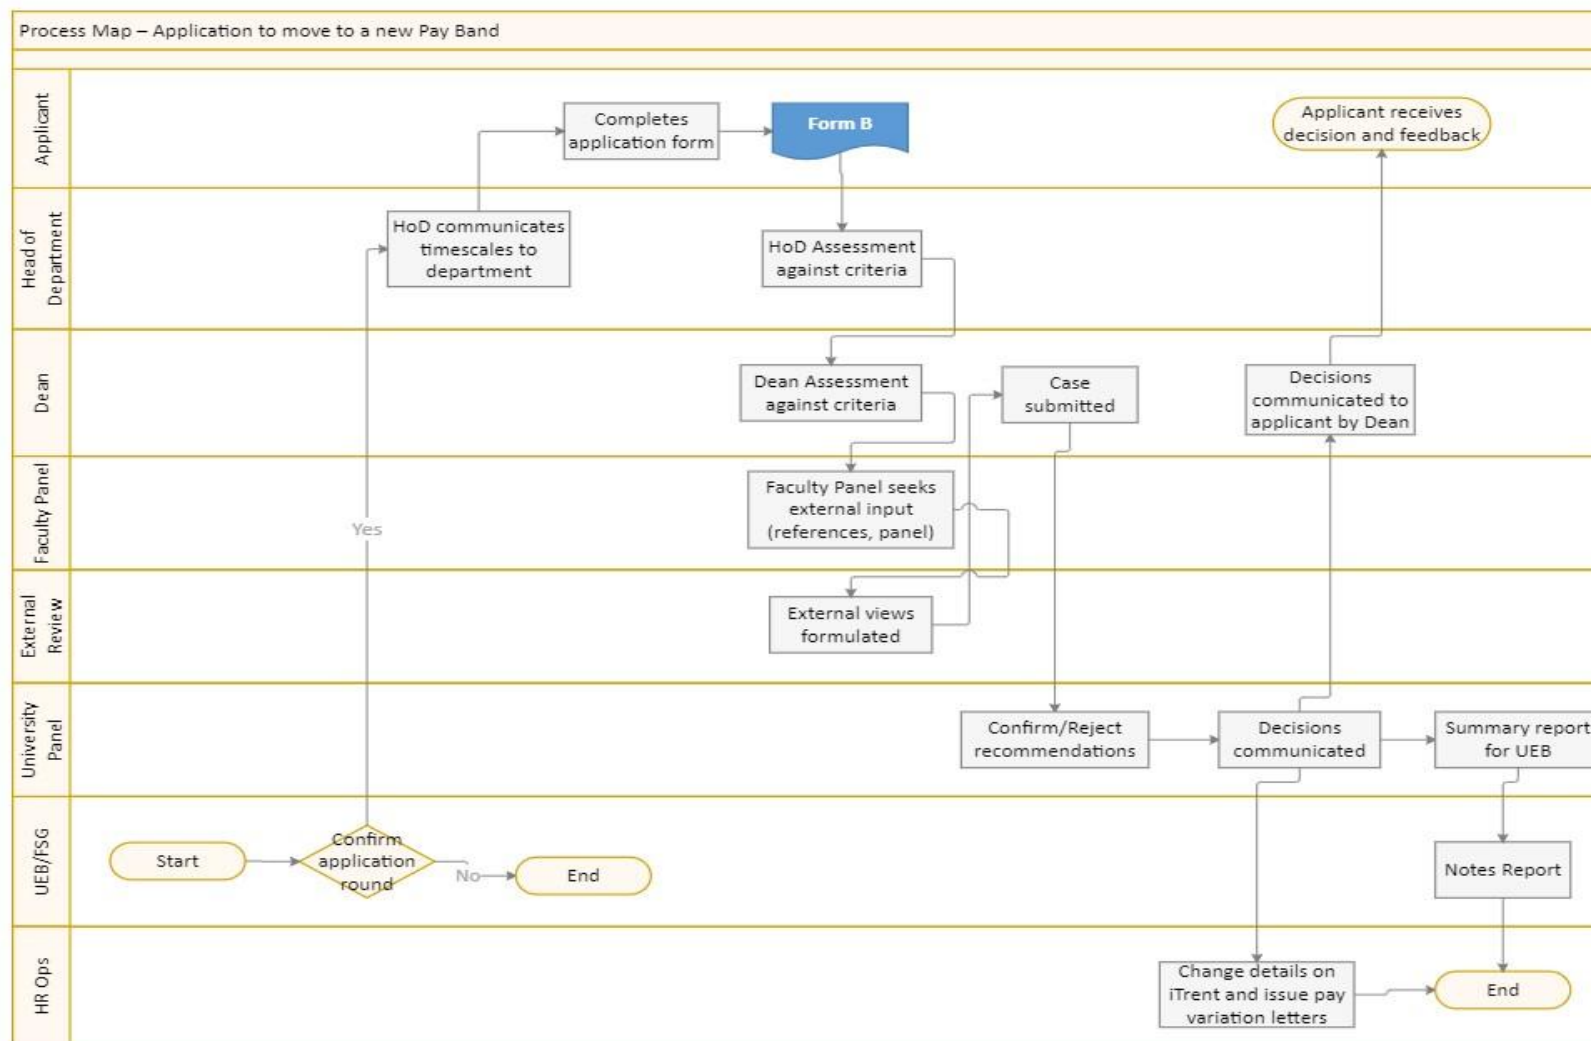 Process Map – Application to move to a new Pay Band
Applicant
Completes
application form
Form B
Applicant receives
decision and feedback
Head of
Department
HoD communicates
timescales to
department
HoD Assessment
against criteria
Dean
Dean Assessment
against criteria
Case
submitted
Decisions
communicated to
applicant by Dean
Faculty Panel
Yes
Faculty Panel seeks
external input
(references, panel)
External
Review
External views
formulated
University
Panel
Confirm/Reject
recommendations
Decisions
communicated
Summary report
for UEB
UEB/FSG
Start
Confirm
application
round
No
End
Notes Report
HR Ops
Change details on
iTrent and issue pay
variation letters
End